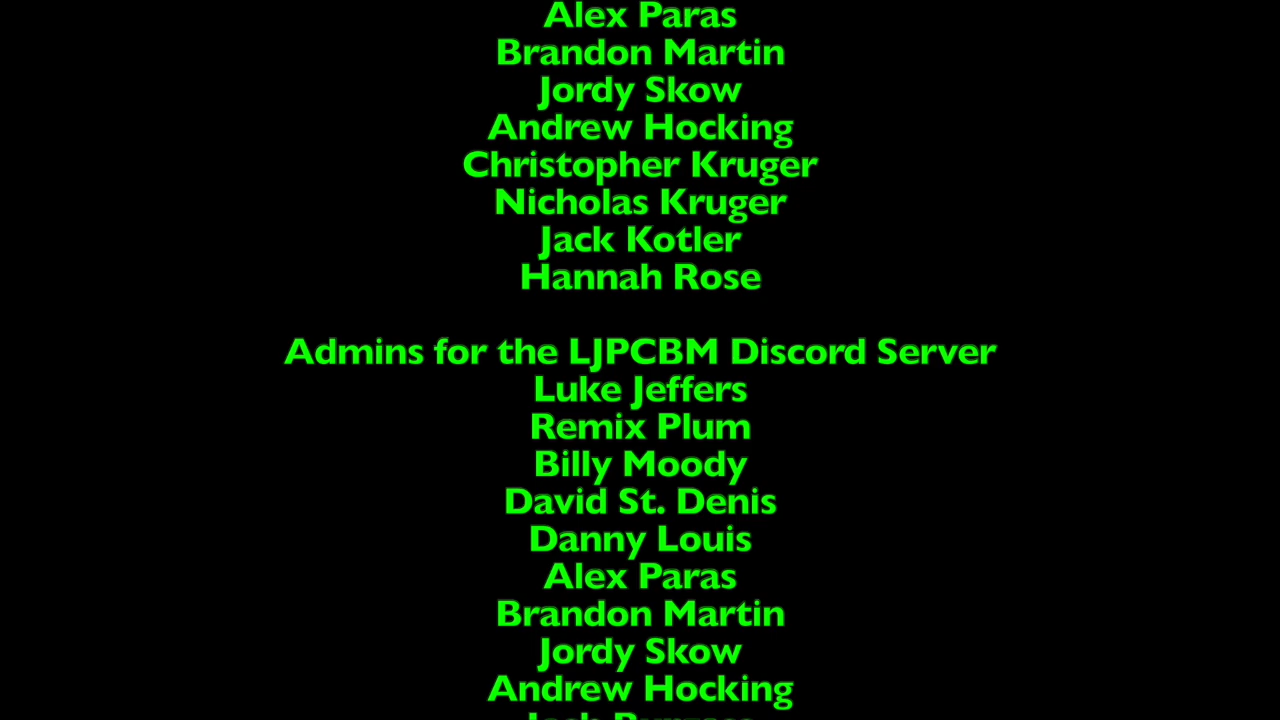 Alex Paras
Brandon Martin
Jordy Skow
Andrew Hocking
Christopher Kruger
Nicholas Kruger
Jack Kotler
Hannah Rose
Admins for the LJPCBM Discord Server
Luke Jeffers
Remix Plum
Billy Moody
David St. Denis
Danny Louis
Alex Paras
Brandon Martin
Jordy Skow
Andrew Hocking